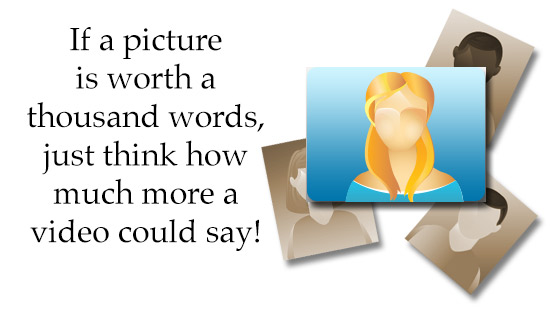 If a picture
is worth a
thousand words,
just think how
much more a
video could say!